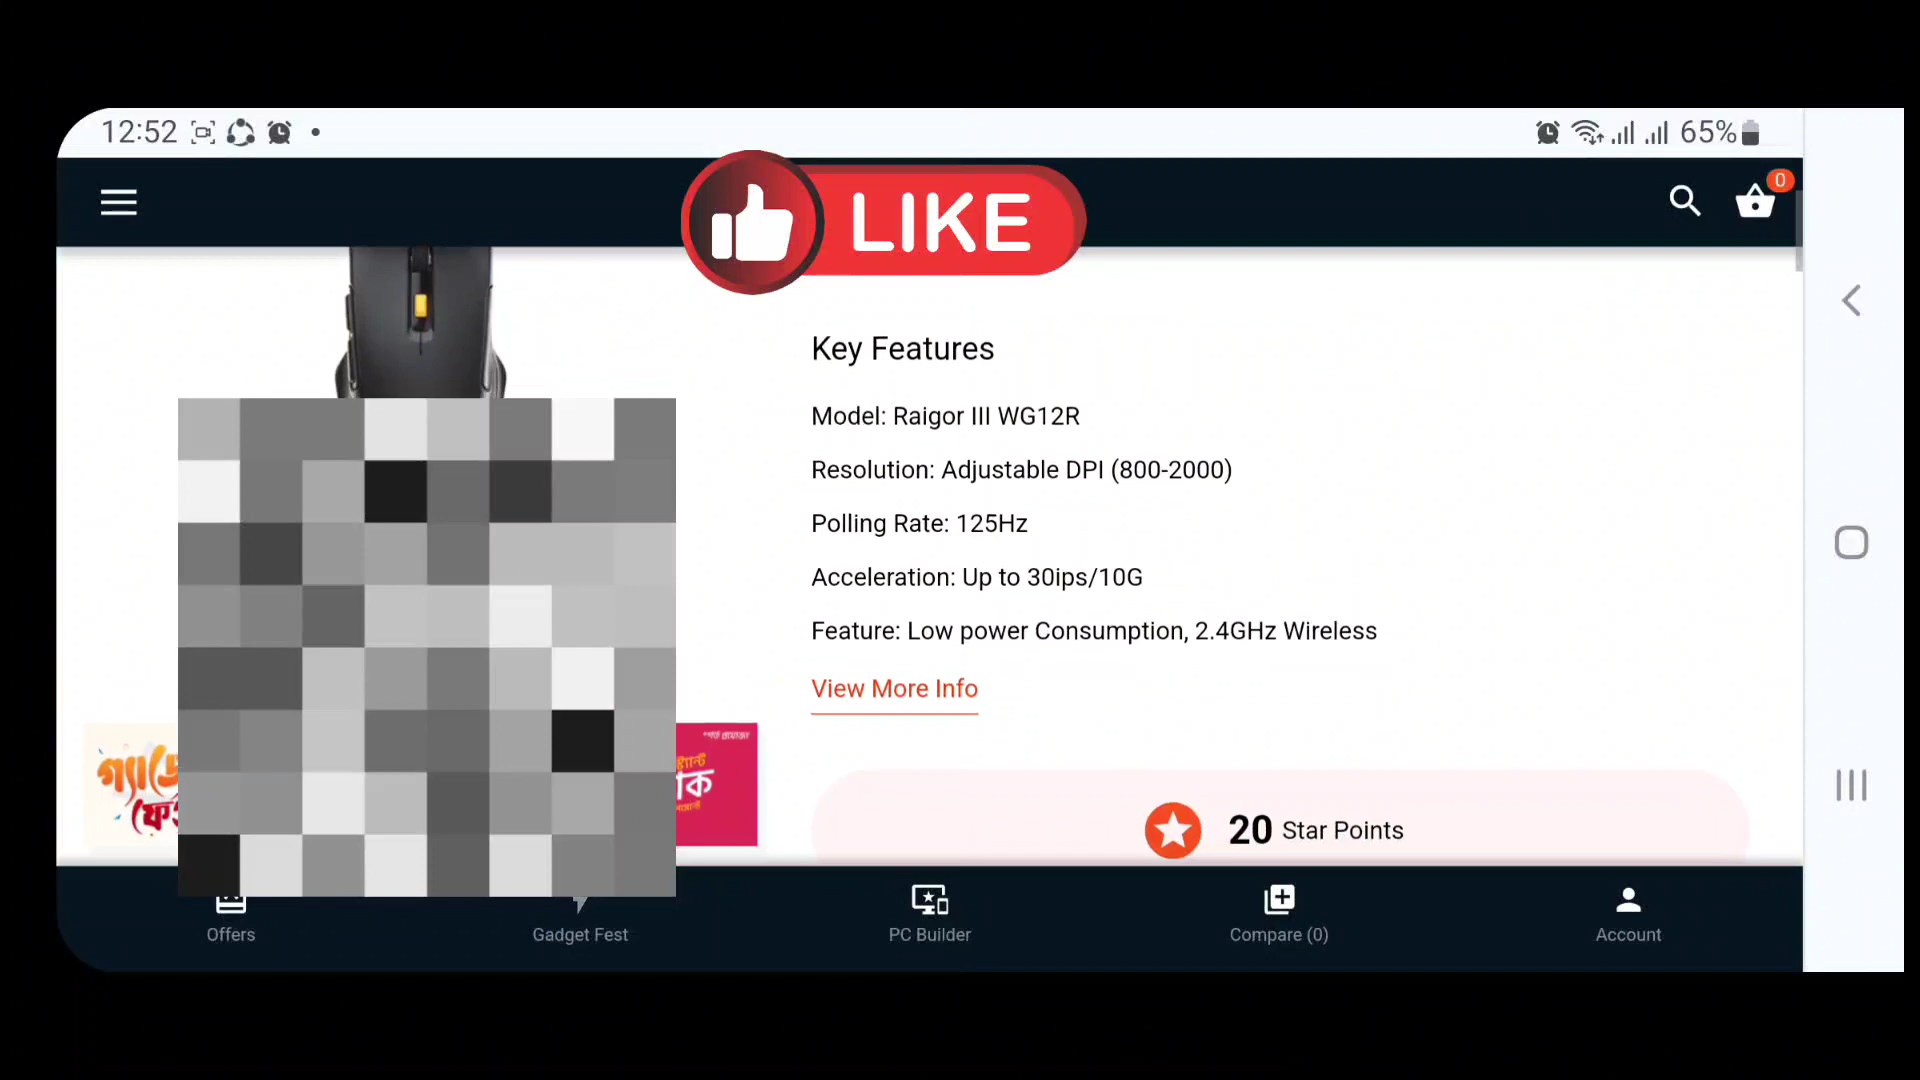 12:52
65%
LIKE
0
Key Features
Model: Raigor III WG12R
Resolution: Adjustable DPI (800-2000)
Polling Rate: 125Hz
Acceleration: Up to 30ips/10G
Feature: Low power Consumption, 2.4GHz Wireless
View More Info
20 Star Points
Offers
Gadget Fest
PC Builder
Compare (0)
Account